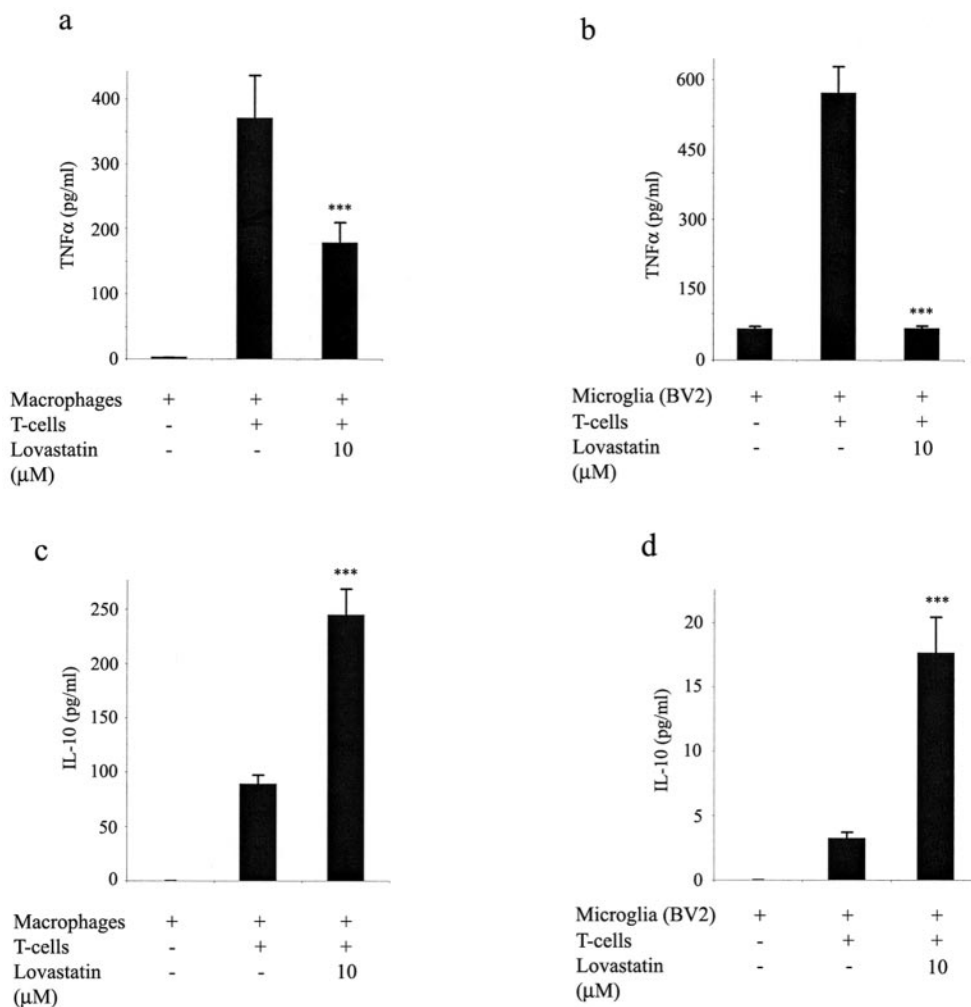 a
TNFα (pg/ml)
400
300
200
100
0
***
Macrophages + + +
T-cells - + +
Lovastatin - - 10
(μM)
b
TNFα (pg/ml)
600
450
300
150
0
***
Microglia (BV2) + + +
T-cells - + +
Lovastatin - - 10
(μM)
c
IL-10 (pg/ml)
250
200
150
100
50
0
***
Macrophages + + +
T-cells - + +
Lovastatin - - 10
(μM)
d
IL-10 (pg/ml)
20
15
10
5
0
***
Microglia (BV2) + + +
T-cells - + +
Lovastatin - - 10
(μM)